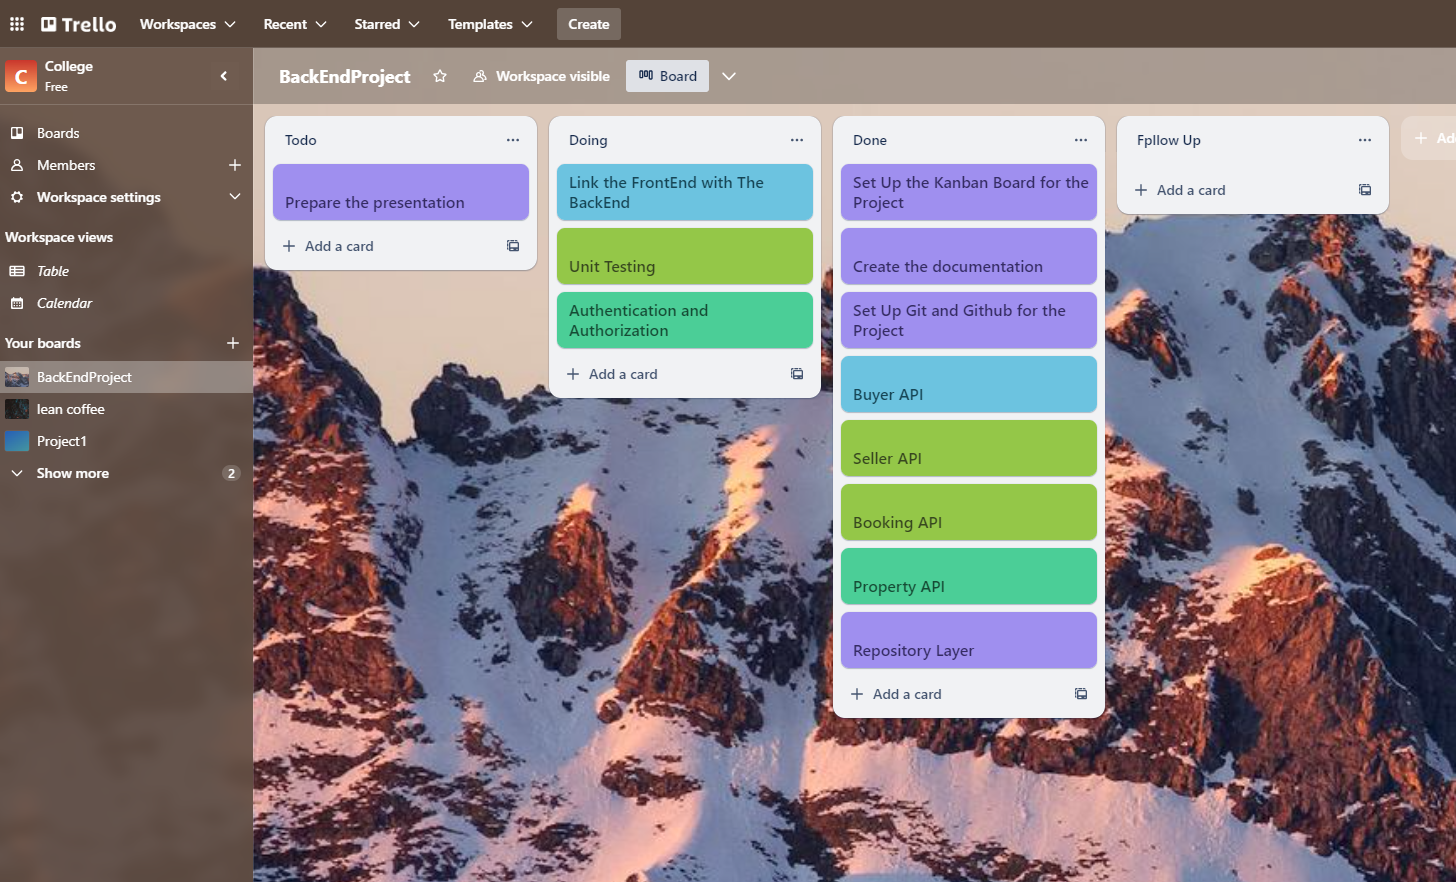 Trello
Workspaces
Recent
Starred
Templates
Create
C
College
Free
BackEndProject
Workspace visible
Board
Boards
Members
Workspace settings
Workspace views
Table
Calendar
Your boards
BackEndProject
lean coffee
Project1
Show more
2
Todo
Prepare the presentation
Add a card
Doing
Link the FrontEnd with The
BackEnd
Unit Testing
Authentication and
Authorization
Add a card
Done
Set Up the Kanban Board for the
Project
Create the documentation
Set Up Git and Github for the
Project
Buyer API
Seller API
Booking API
Property API
Repository Layer
Add a card
Fpllow Up
Add a card